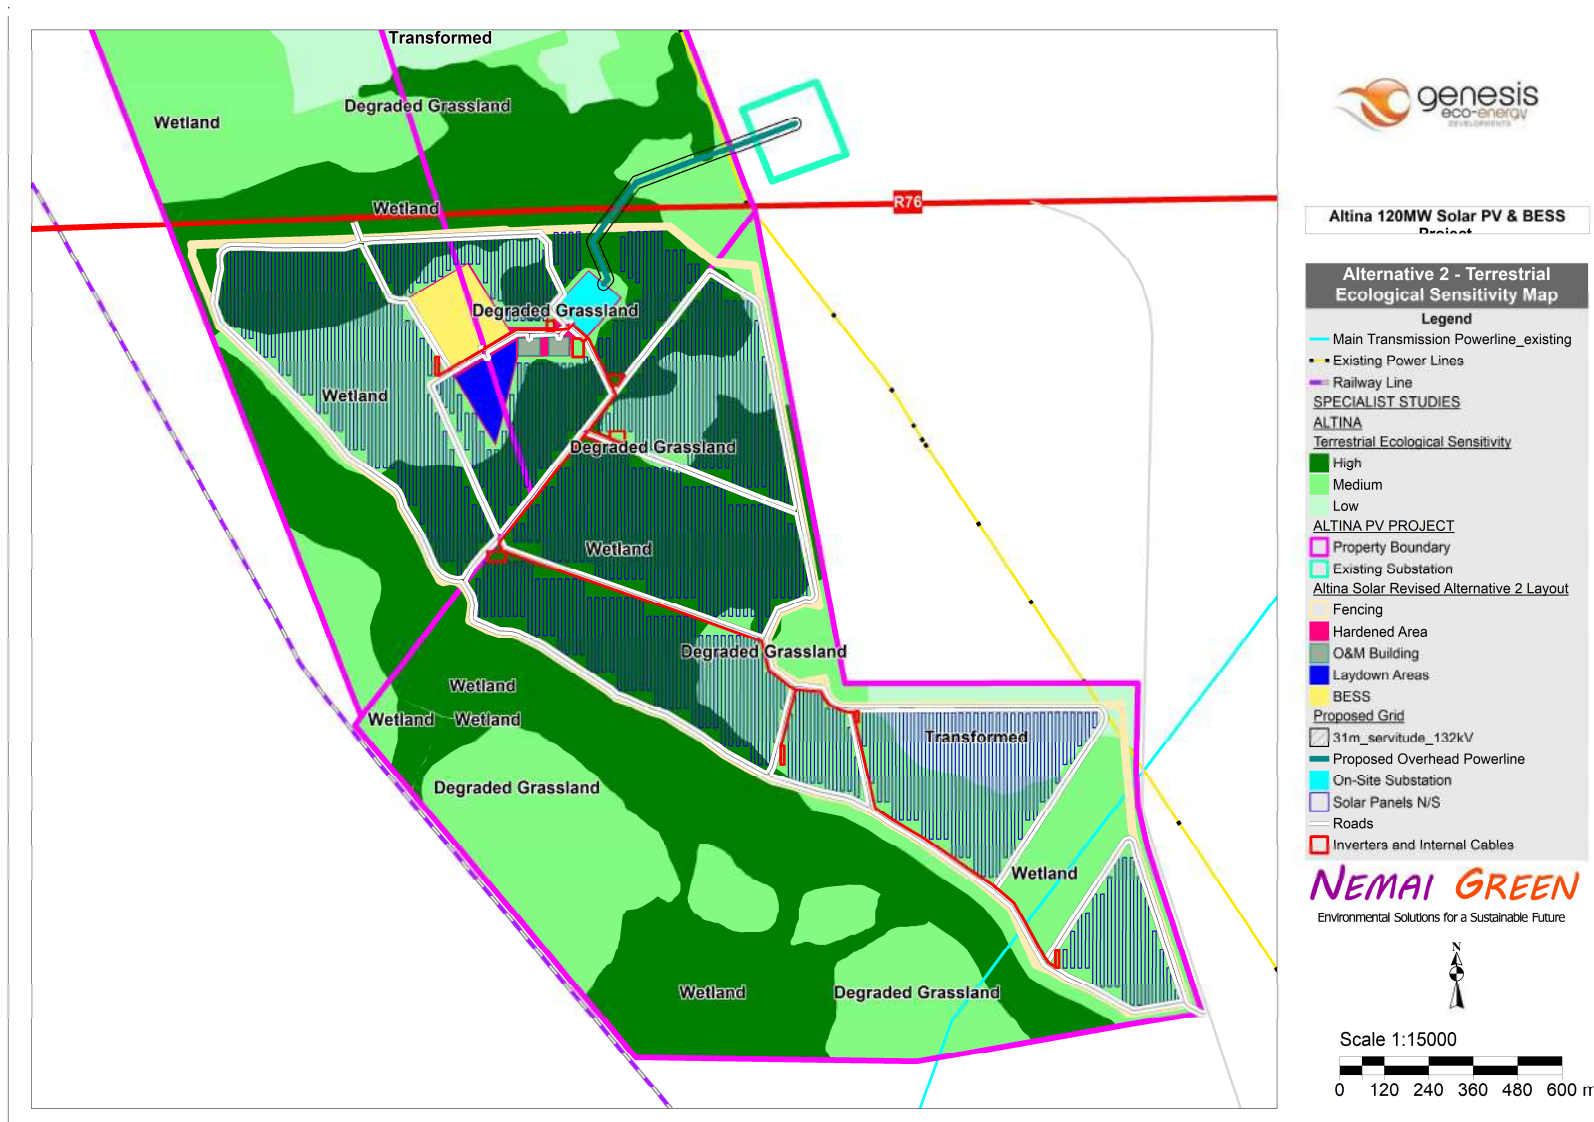 Transformed
Degraded Grassland
Wetland
Wetland
R76
Degraded Grassland
Wetland
Degraded Grassland
Wetland
Degraded Grassland
Wetland
Wetland
Wetland
Transformed
Degraded Grassland
Wetland
Wetland
Degraded Grassland
genesis
eco-energy
DEVELOPMENTS
Altina 120MW Solar PV & BESS
Project
Alternative 2 - Terrestrial
Ecological Sensitivity Map
Legend
Main Transmission Powerline_existing
Existing Power Lines
Railway Line
SPECIALIST STUDIES
ALTINA
Terrestrial Ecological Sensitivity
High
Medium
Low
ALTINA PV PROJECT
Property Boundary
Existing Substation
Altina Solar Revised Alternative 2 Layout
Fencing
Hardened Area
O&M Building
Laydown Areas
BESS
Proposed Grid
31m_servitude_132kV
Proposed Overhead Powerline
On-Site Substation
Solar Panels N/S
Roads
Inverters and Internal Cables
NEMAI GREEN
Environmental Solutions for a Sustainable Future
N
Scale 1:15000
0 120 240 360 480 600 m